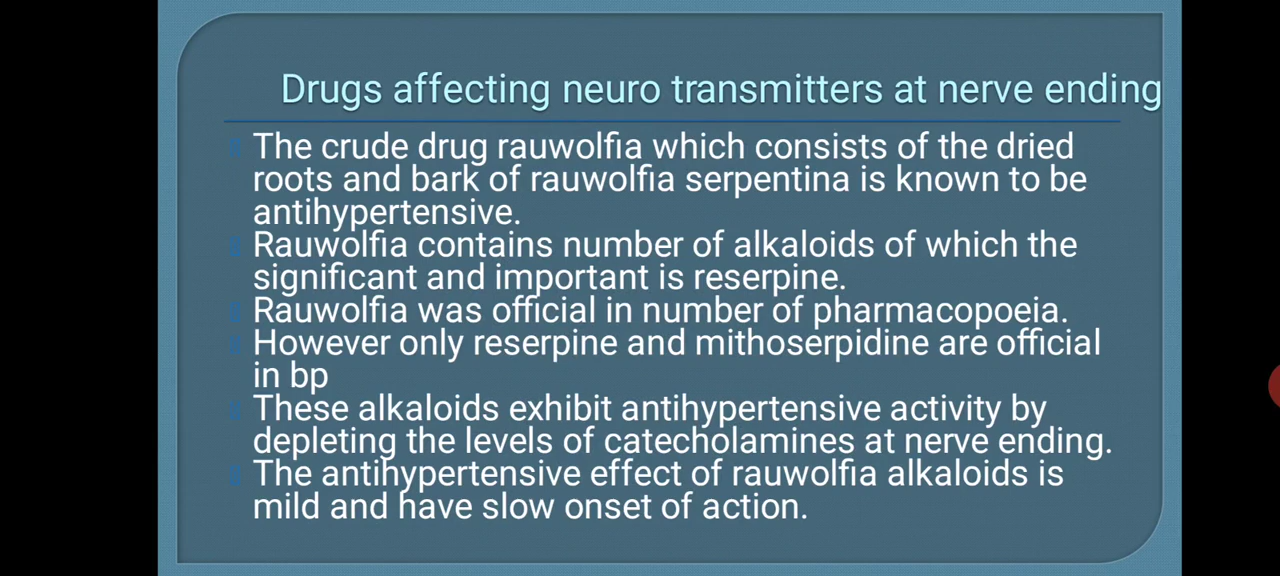 Drugs affecting neuro transmitters at nerve ending
The crude drug rauwolfia which consists of the dried
roots and bark of rauwolfia serpentina is known to be
antihypertensive.
Rauwolfia contains number of alkaloids of which the
significant and important is reserpine.
Rauwolfia was official in number of pharmacopoeia.
However only reserpine and mithoserpidine are official
in bp
These alkaloids exhibit antihypertensive activity by
depleting the levels of catecholamines at nerve ending.
The antihypertensive effect of rauwolfia alkaloids is
mild and have slow onset of action.